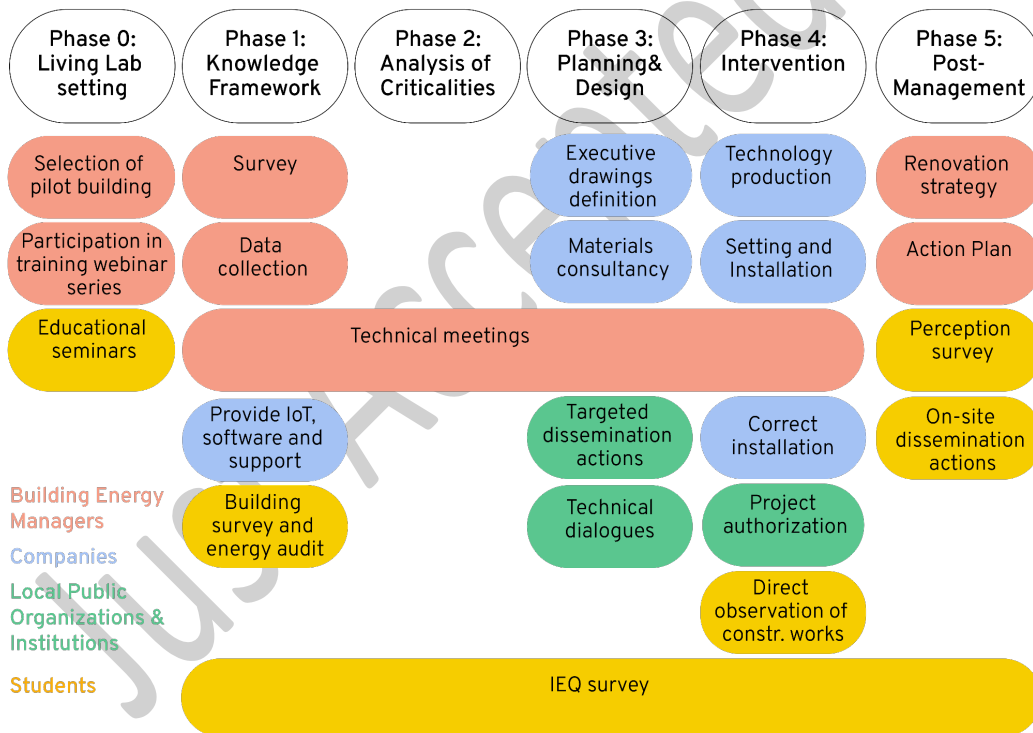 Phase 0:
Living Lab
setting
Phase 1:
Knowledge
Framework
Phase 2:
Analysis of
Criticalities
Phase 3:
Planning&
Design
Phase 4:
Intervention
Phase 5:
Post-
Management
Selection of
pilot building
Survey
Executive
drawings
definition
Technology
production
Renovation
strategy
Participation in
training webinar
series
Data
collection
Materials
consultancy
Setting and
Installation
Action Plan
Educational
seminars
Technical meetings
Perception
survey
Provide IoT,
software and
support
Targeted
dissemination
actions
Correct
installation
On-site
dissemination
actions
Building
survey and
energy audit
Technical
dialogues
Project
authorization
Direct
observation of
constr. works
IEQ survey
Building Energy
Managers
Companies
Local Public
Organizations &
Institutions
Students
Just Accepted